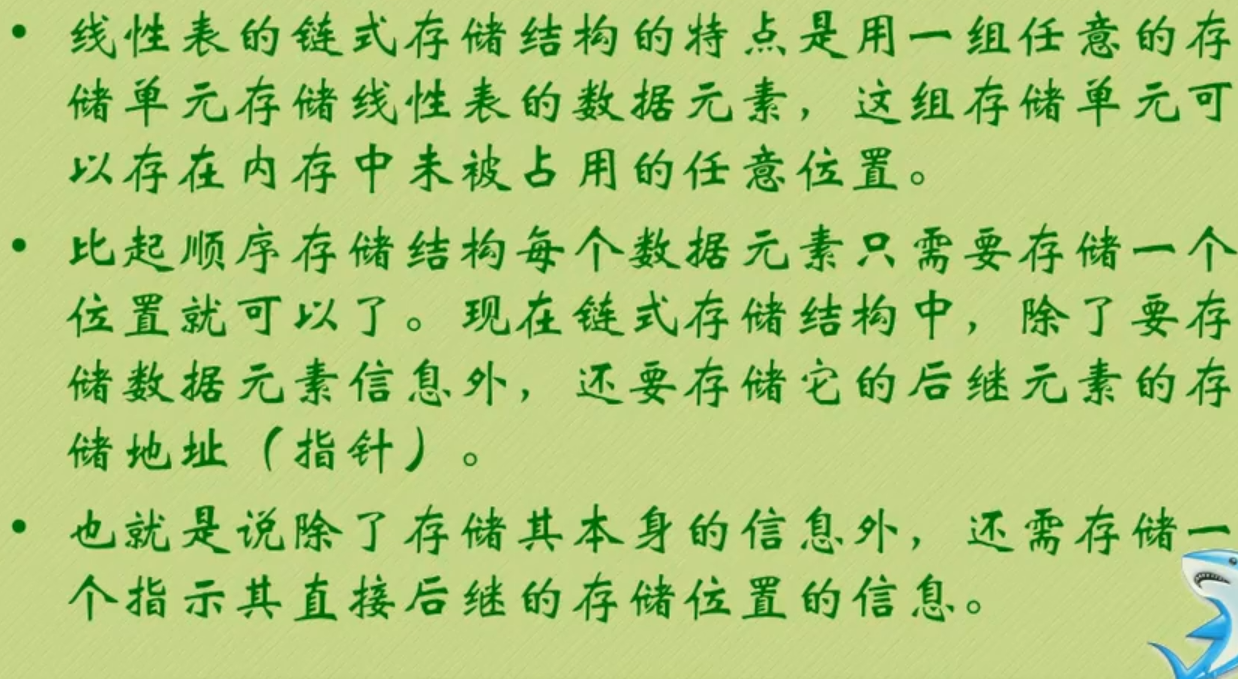 • 线性表的链式存储结构的特点是用一组任意的存
储单元存储线性表的数据元素，这组存储单元可
以存在内存中未被占用的任意位置。
• 比起顺序存储结构每个数据元素只需要存储一个
位置就可以了。现在链式存储结构中，除了要存
储数据元素信息外，还要存储它的后继元素的存
储地址（指针）。
• 也就是说除了存储其本身的信息外，还需存储一
个指示其直接后继的存储位置的信息。